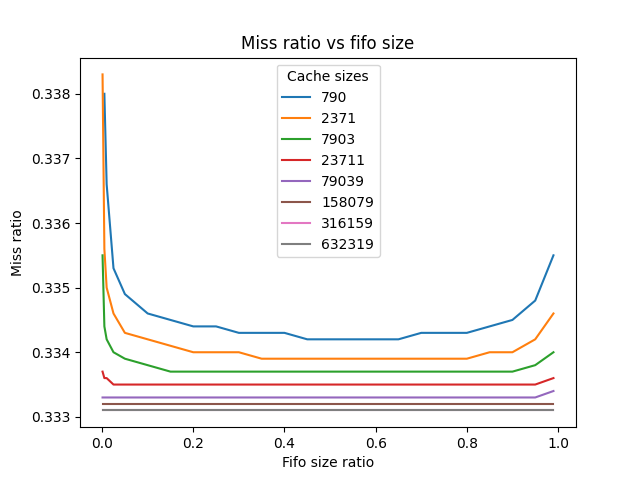 Miss ratio vs fifo size
Cache sizes
790
2371
7903
23711
79039
158079
316159
632319
0.338
0.337
0.336
0.335
0.334
0.333
Miss ratio
0.0 0.2 0.4 0.6 0.8 1.0
Fifo size ratio